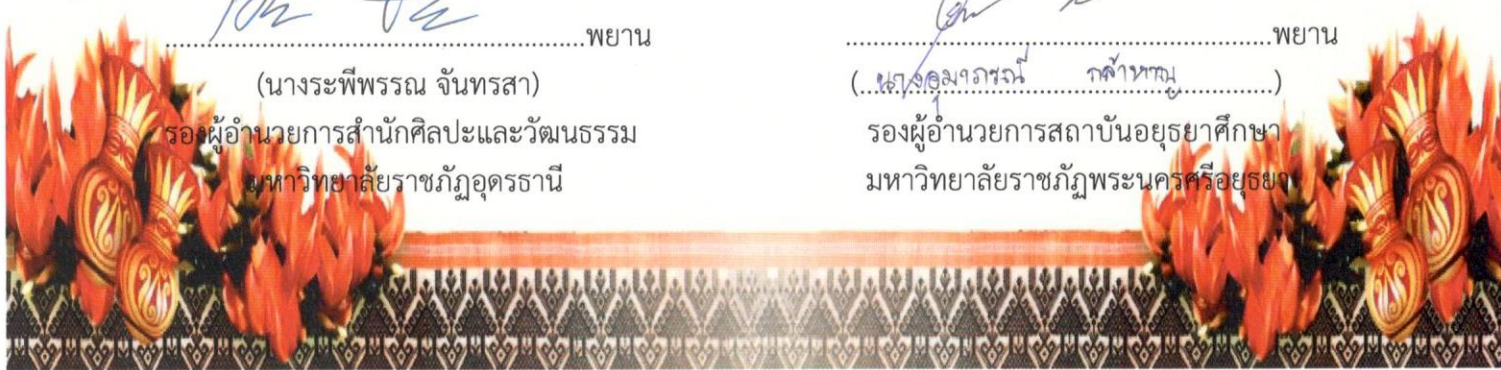 ....................................................พยาน
(นางระพีพรรณ จันทรสา)
รองผู้อำนวยการสำนักศิลปะและวัฒนธรรม
มหาวิทยาลัยราชภัฏอุดรธานี
....................................................พยาน
(นางอุมาภรณ์ กล้าหาญ)
รองผู้อำนวยการสถาบันอยุธยาศึกษา
มหาวิทยาลัยราชภัฏพระนครศรีอยุธยา